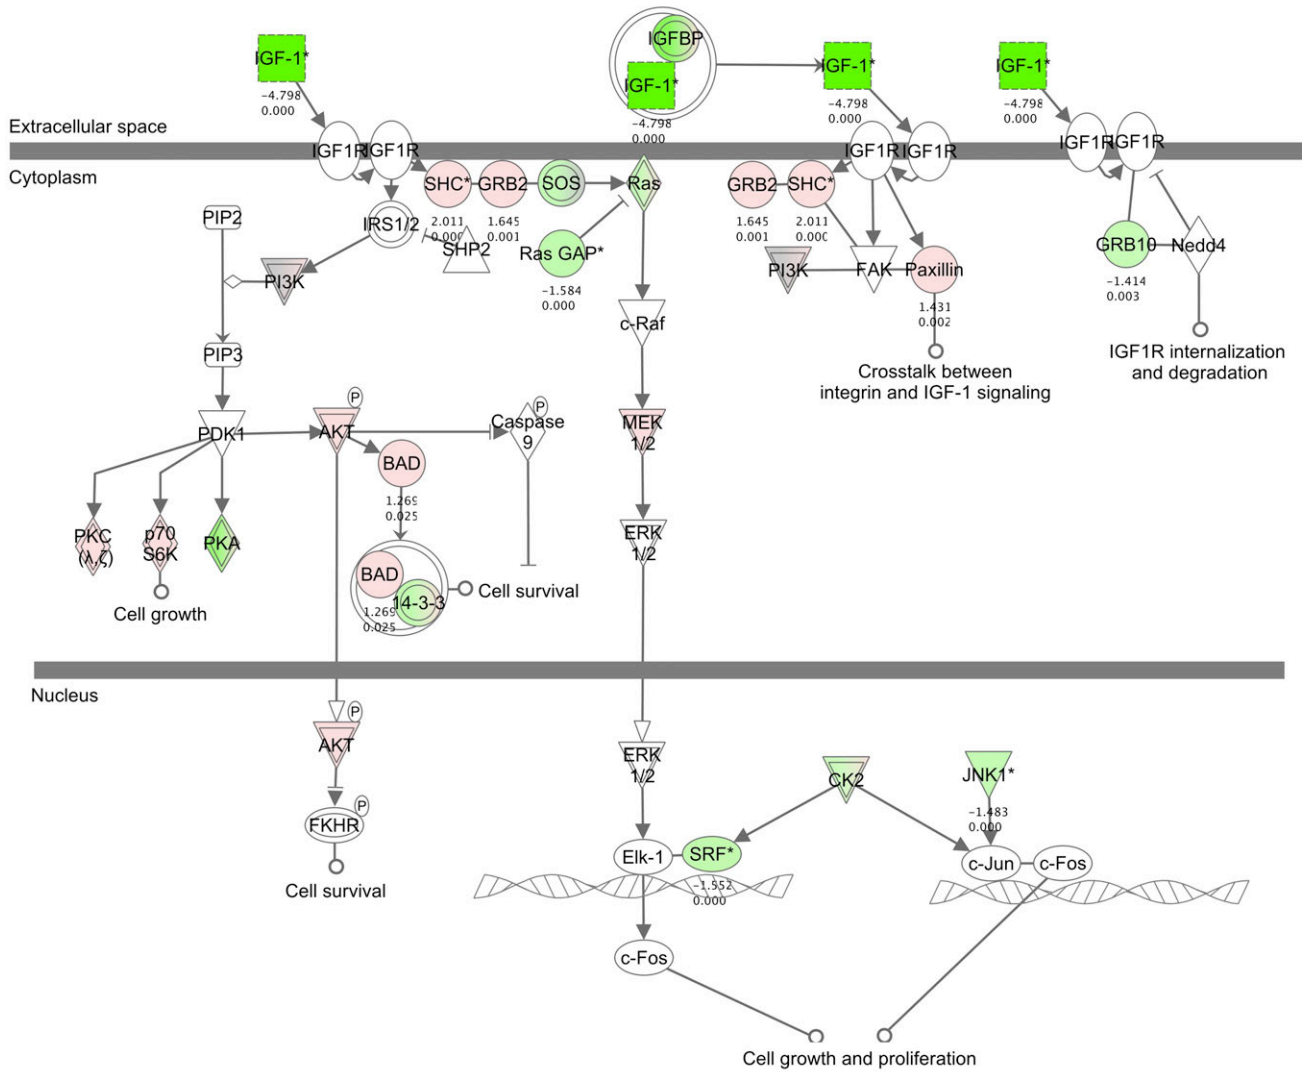 IGFBP
IGF-1*
-4.798
0.000
IGF-1*
-4.798
0.000
IGF-1*
-4.798
0.000
IGF-1*
-4.798
0.000
Extracellular space
Cytoplasm
IGF1R
IGF1R
IGF1R
IGF1R
IGF1R
IGF1R
SHC*
2.011
0.000
GRB2
1.645
0.001
SOS
Ras
GRB2
1.645
0.001
SHC*
2.011
0.000
PIP2
IRS1/2
SHP2
Ras GAP*
-1.584
0.000
PI3K
PI3K
FAK
Paxillin
1.431
0.002
GRB10
-1.414
0.003
Nedd4
c-Raf
PIP3
Crosstalk between
integrin and IGF-1 signaling
IGF1R internalization
and degradation
PDK1
P
AKT
P
Caspase
9
MEK
1/2
BAD
1.269
0.025
PKC
(λ,ζ)
p70
S6K
PKA
ERK
1/2
BAD
1.269
0.025
14-3-3
Cell survival
Cell growth
Nucleus
P
AKT
ERK
1/2
CK2
JNK1*
-1.483
0.000
P
FKHR
Elk-1
SRF*
-1.552
0.000
c-Jun
c-Fos
Cell survival
c-Fos
Cell growth and proliferation